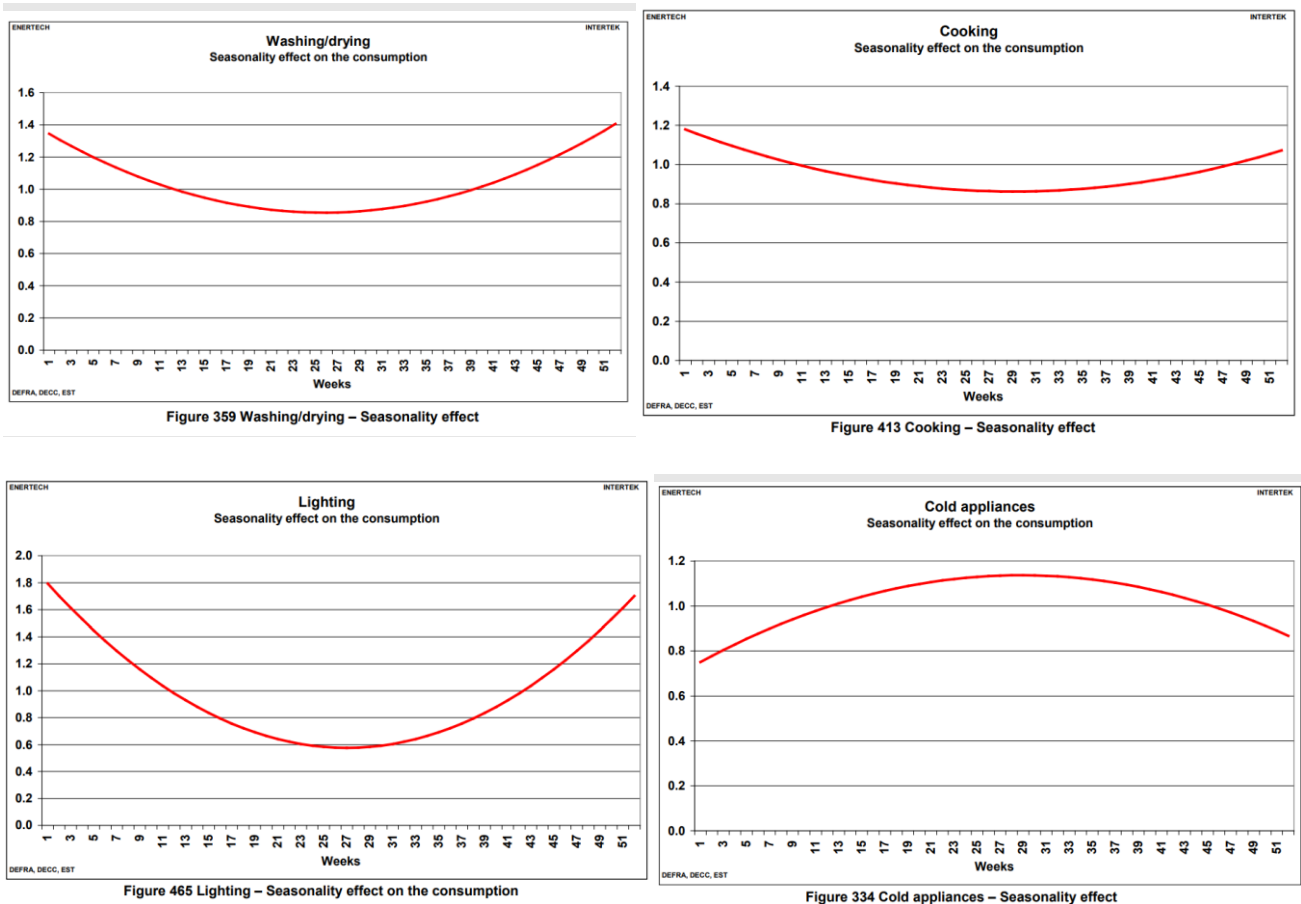 ENERTECH INTERTEK
Washing/drying
Seasonality effect on the consumption
1.6
1.4
1.2
1.0
0.8
0.6
0.4
0.2
0.0
1 3 5 7 9 11 13 15 17 19 21 23 25 27 29 31 33 35 37 39 41 43 45 47 49 51
Weeks
DEFRA, DECC, EST
Figure 359 Washing/drying – Seasonality effect
ENERTECH INTERTEK
Cooking
Seasonality effect on the consumption
1.4
1.2
1.0
0.8
0.6
0.4
0.2
0.0
1 3 5 7 9 11 13 15 17 19 21 23 25 27 29 31 33 35 37 39 41 43 45 47 49 51
Weeks
DEFRA, DECC, EST
Figure 413 Cooking – Seasonality effect
ENERTECH INTERTEK
Lighting
Seasonality effect on the consumption
2.0
1.8
1.6
1.4
1.2
1.0
0.8
0.6
0.4
0.2
0.0
1 3 5 7 9 11 13 15 17 19 21 23 25 27 29 31 33 35 37 39 41 43 45 47 49 51
Weeks
DEFRA, DECC, EST
Figure 465 Lighting – Seasonality effect on the consumption
ENERTECH INTERTEK
Cold appliances
Seasonality effect on the consumption
1.2
1.0
0.8
0.6
0.4
0.2
0.0
1 3 5 7 9 11 13 15 17 19 21 23 25 27 29 31 33 35 37 39 41 43 45 47 49 51
Weeks
DEFRA, DECC, EST
Figure 334 Cold appliances – Seasonality effect